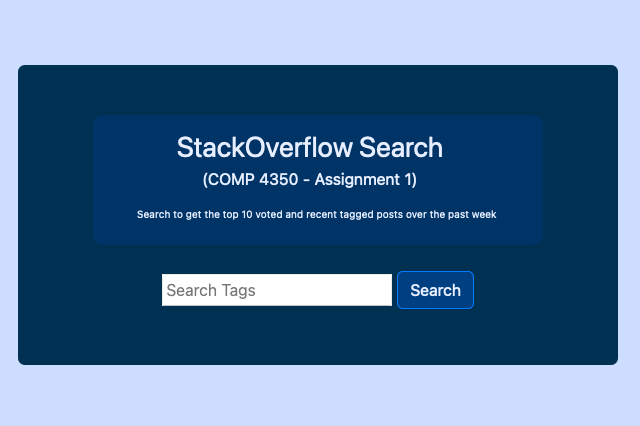 StackOverflow Search
(COMP 4350 - Assignment 1)
Search to get the top 10 voted and recent tagged posts over the past week
Search Tags Search